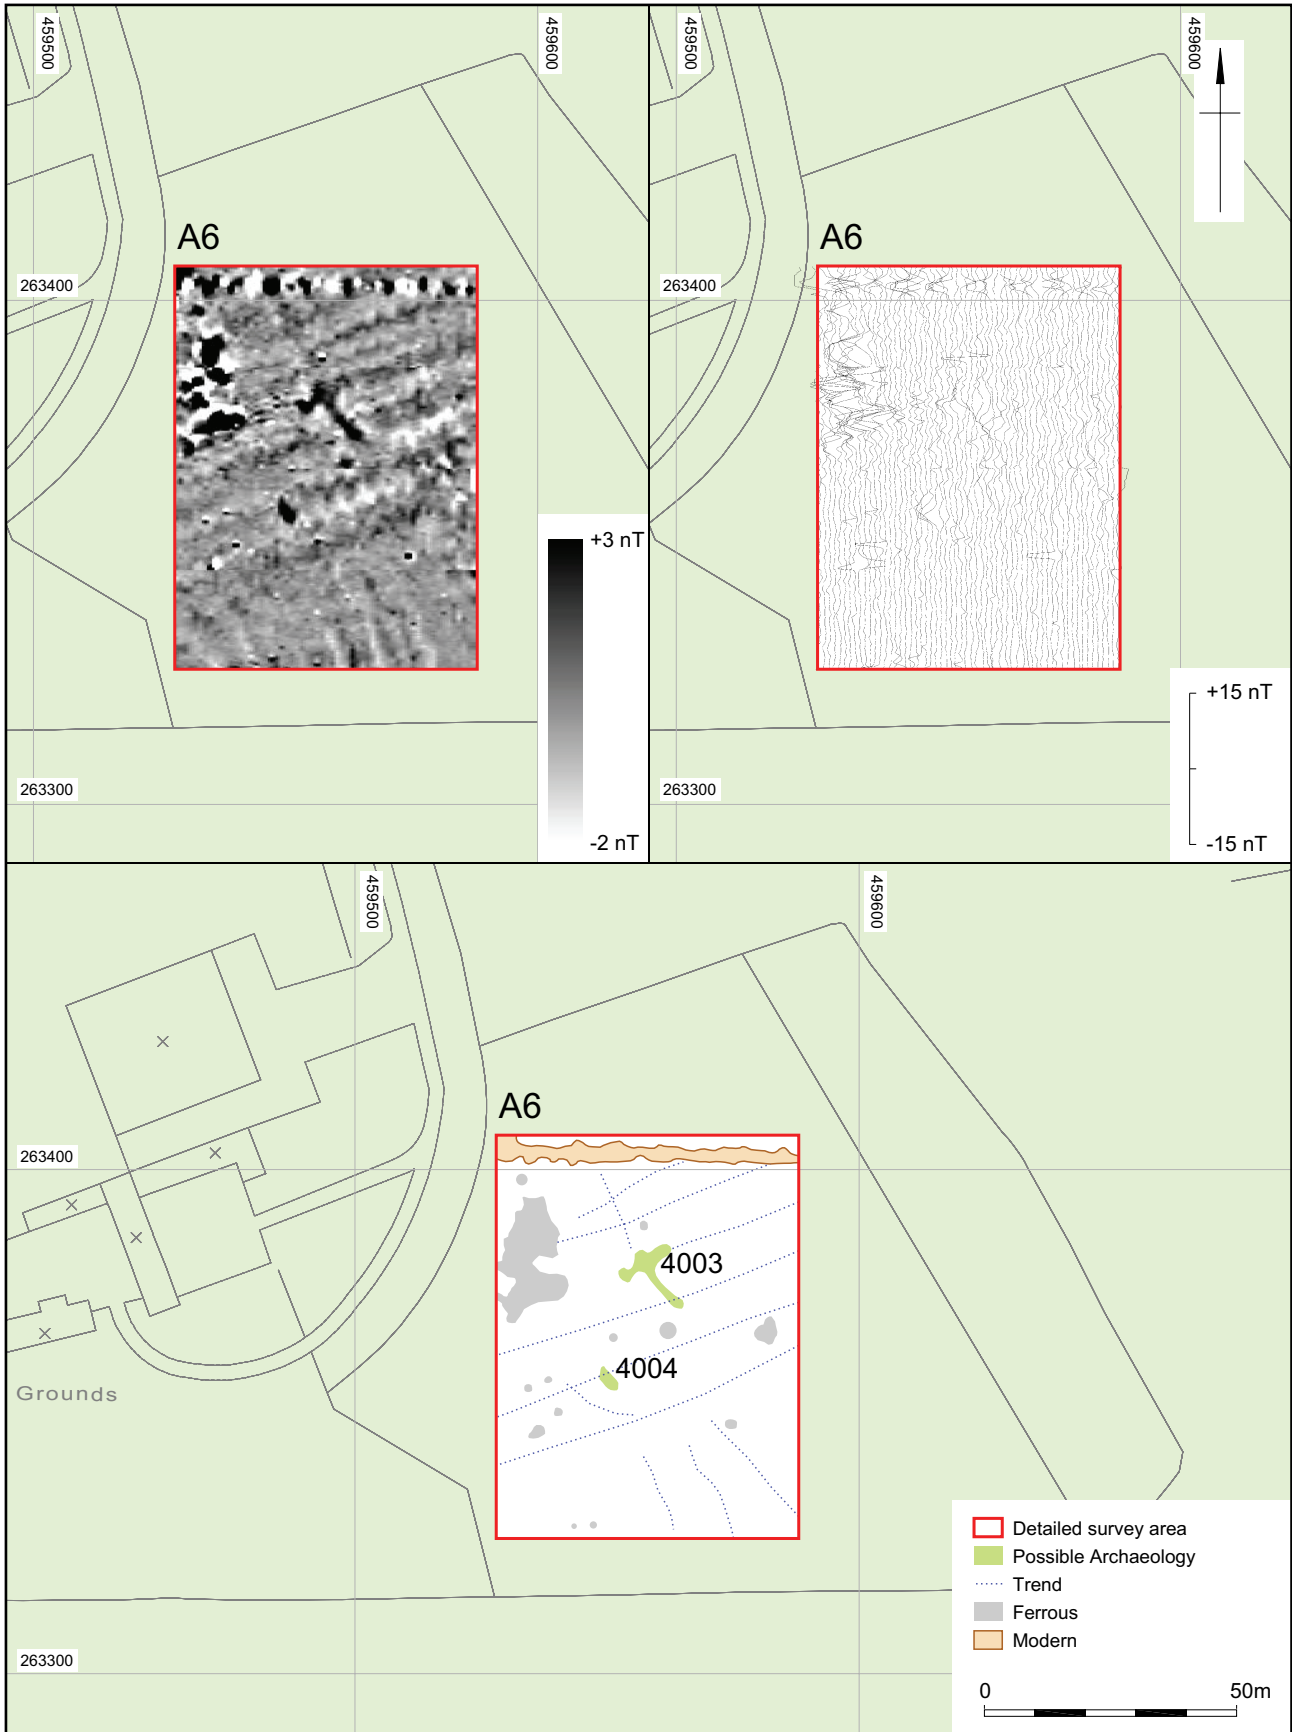 459500
459600
A6
263400
+3 nT
-2 nT
263300
459500
459600
A6
263400
+15 nT
-15 nT
263300
459500
459600
A6
263400
4003
4004
Grounds
263300
Detailed survey area
Possible Archaeology
Trend
Ferrous
Modern
0 50m